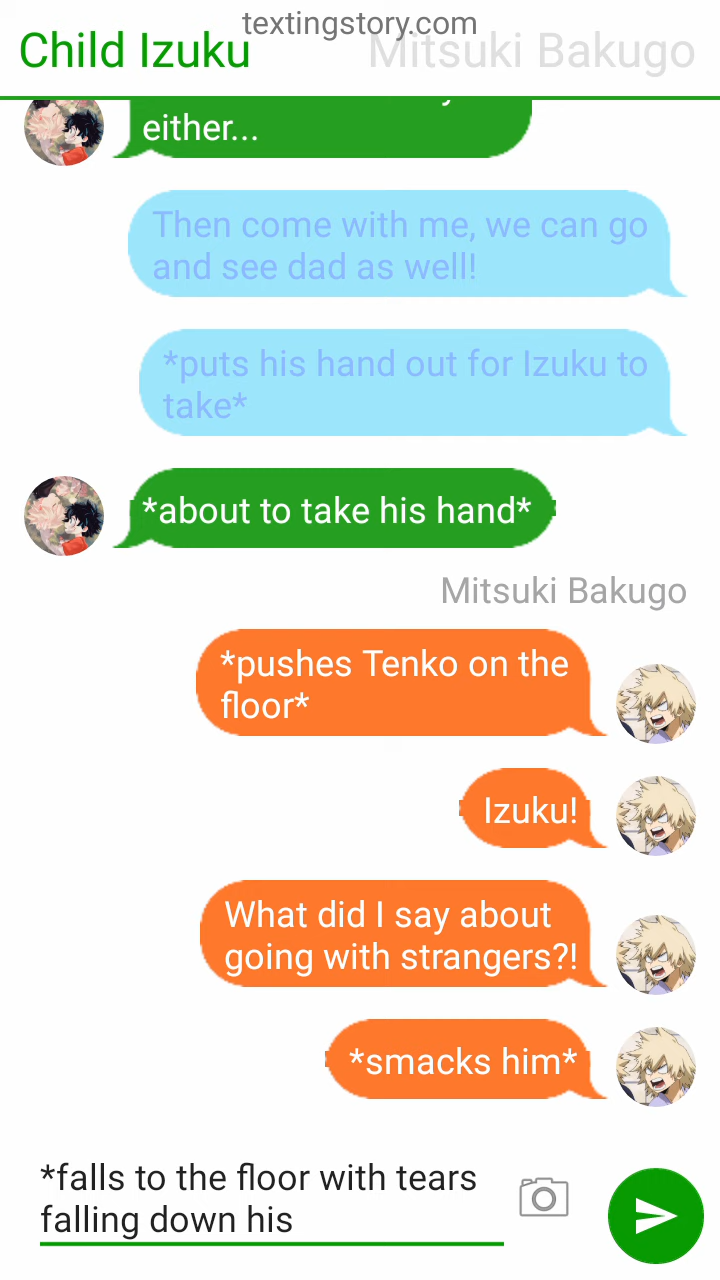 textingstory.com
Child Izuku
Mitsuki Bakugo
either...
Then come with me, we can go
and see dad as well!
*puts his hand out for Izuku to
take*
*about to take his hand*
Mitsuki Bakugo
*pushes Tenko on the
floor*
Izuku!
What did I say about
going with strangers?!
*smacks him*
*falls to the floor with tears
falling down his